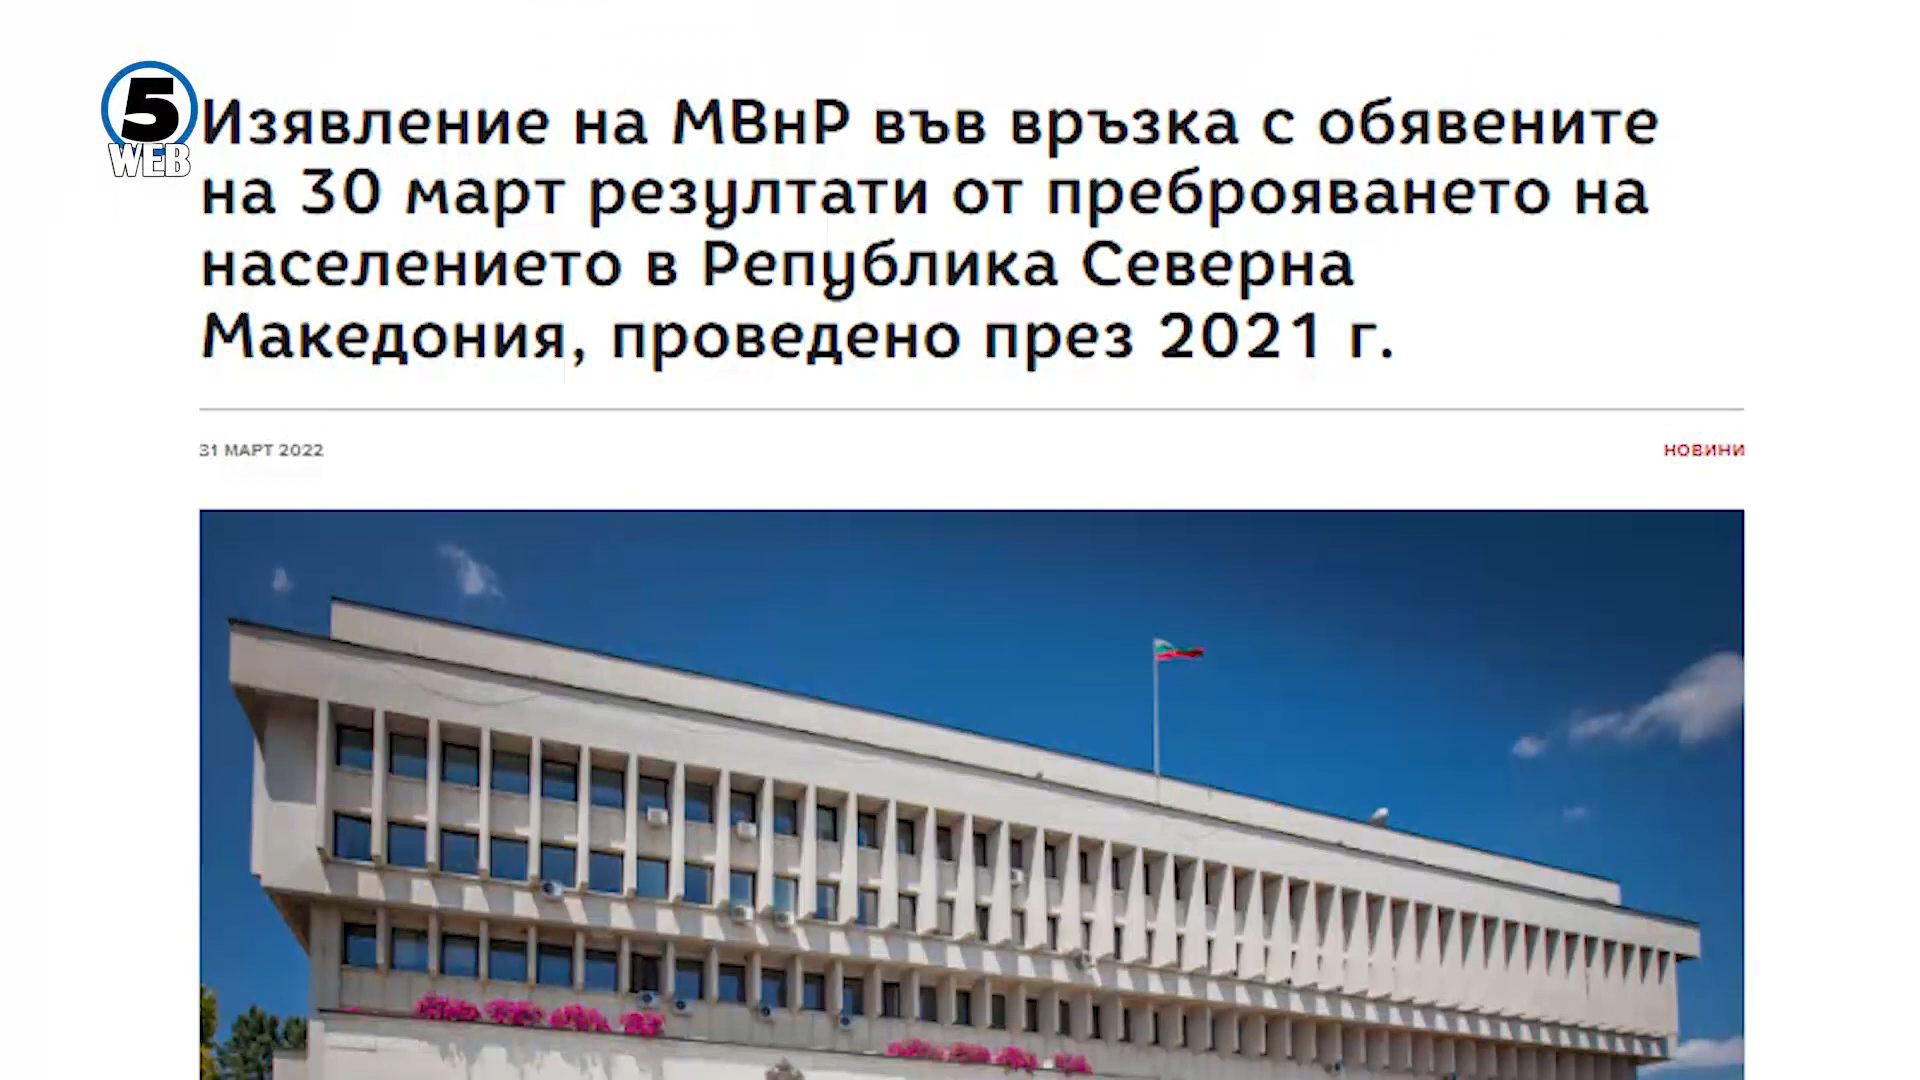 5
WEB
Изявление на МВнР във връзка с обявените
на 30 март резултати от преброяването на
населението в Република Северна
Македония, проведено през 2021 г.
31 МАРТ 2022
НОВИНИ